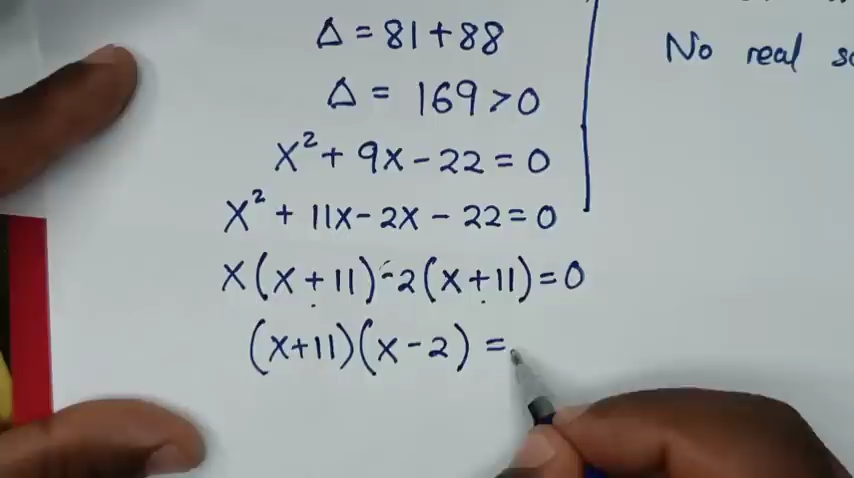 Δ = 81 + 88
Δ = 169 > 0
x² + 9x - 22 = 0
x² + 11x - 2x - 22 = 0
x(x + 11) - 2(x + 11) = 0
(x + 11)(x - 2) =
No real